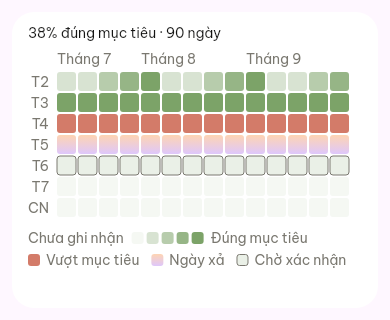 38% đúng mục tiêu · 90 ngày
Tháng 7 Tháng 8 Tháng 9
T2
T3
T4
T5
T6
T7
CN
Chưa ghi nhận Đúng mục tiêu
Vượt mục tiêu Ngày xả Chờ xác nhận